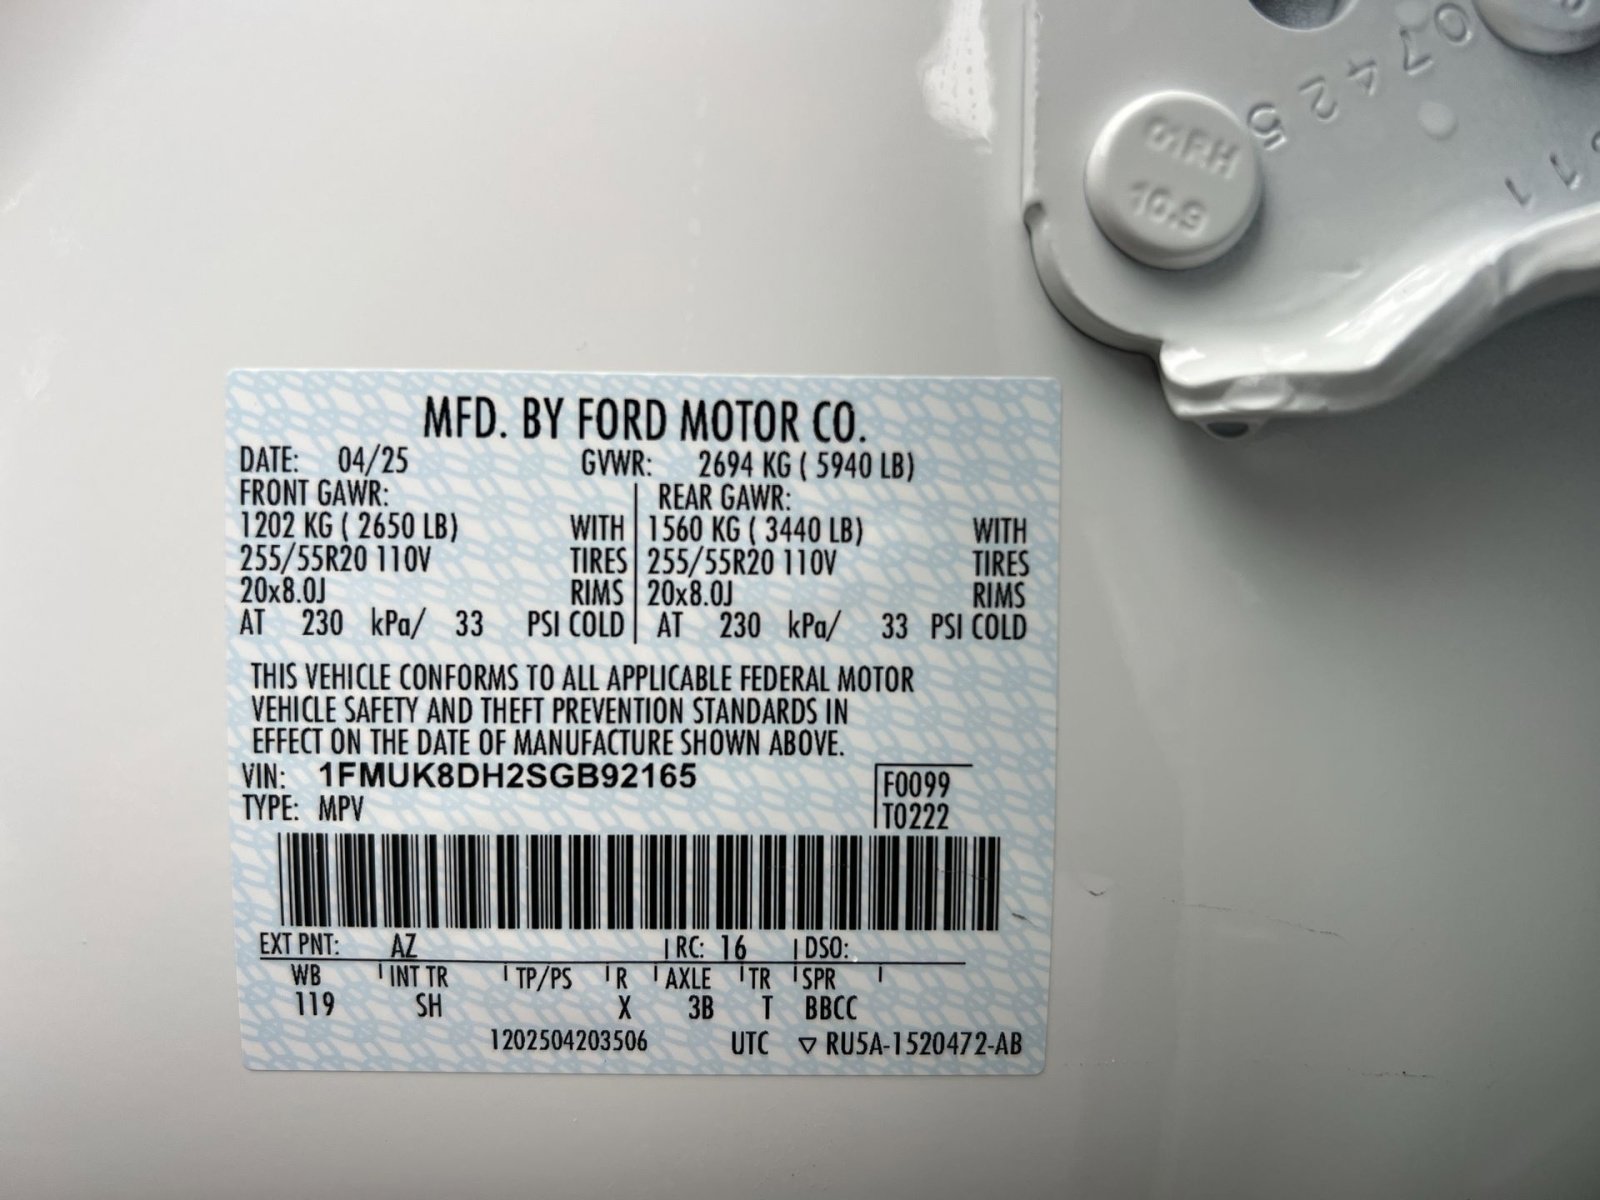 01RH
10.9
07425
11
MFD. BY FORD MOTOR CO.
DATE: 04/25 GVWR: 2694 KG ( 5940 LB)
FRONT GAWR: REAR GAWR:
1202 KG ( 2650 LB) WITH 1560 KG ( 3440 LB) WITH
255/55R20 110V TIRES 255/55R20 110V TIRES
20x8.0J RIMS 20x8.0J RIMS
AT 230 kPa/ 33 PSI COLD AT 230 kPa/ 33 PSI COLD
THIS VEHICLE CONFORMS TO ALL APPLICABLE FEDERAL MOTOR
VEHICLE SAFETY AND THEFT PREVENTION STANDARDS IN
EFFECT ON THE DATE OF MANUFACTURE SHOWN ABOVE.
VIN: 1FMUK8DH2SGB92165 F0099
TYPE: MPV T0222
EXT PNT: AZ RC: 16 DSO:
WB INT TR TP/PS R AXLE TR SPR
119 SH X 3B T BBCC
1202504203506 UTC ▽ RU5A-1520472-AB